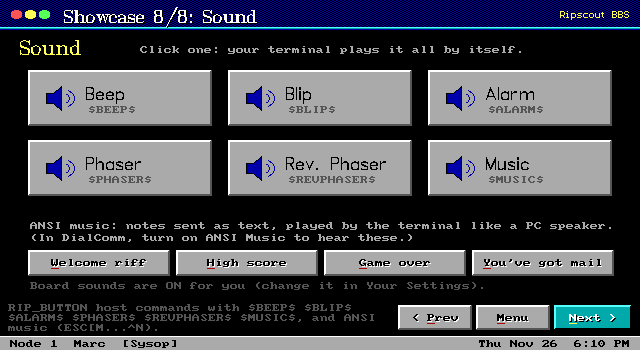 Showcase 8/8: Sound
Ripscout BBS
Sound
Click one: your terminal plays it all by itself.
Beep
$BEEP$
Blip
$BLIP$
Alarm
$ALARM$
Phaser
$PHASER$
Rev. Phaser
$REVPHASER$
Music
$MUSIC$
ANSI music: notes sent as text, played by the terminal like a PC speaker.
(In DialComm, turn on ANSI Music to hear these.)
Welcome riff
High score
Game over
You've got mail
Board sounds are ON for you (change it in Your Settings).
RIP_BUTTON host commands with $BEEP$ $BLIP$
$ALARM$ $PHASER$ $REVPHASER$ $MUSIC$, and ANSI
music (ESC[M...^N).
< Prev
Menu
Next >
Node 1 Marc [Sysop]
Thu Nov 26 6:10 PM